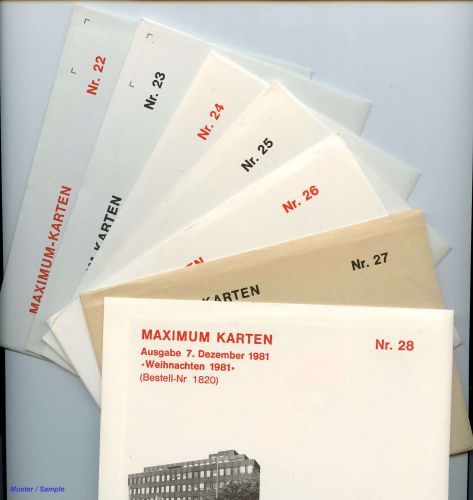 Nr. 22
MAXIMUM-KARTEN
Nr. 23
KARTEN
Nr. 24
Nr. 25
Nr. 26
EN
Nr. 27
KARTEN
MAXIMUM KARTEN
Nr. 28
Ausgabe 7. Dezember 1981
«Weihnachten 1981»
(Bestell-Nr 1820)
Muster / Sample